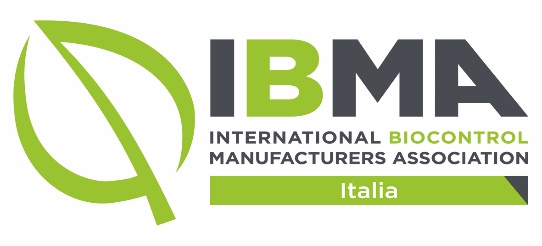 IBMA
INTERNATIONAL BIOCONTROL
MANUFACTURERS ASSOCIATION
Italia